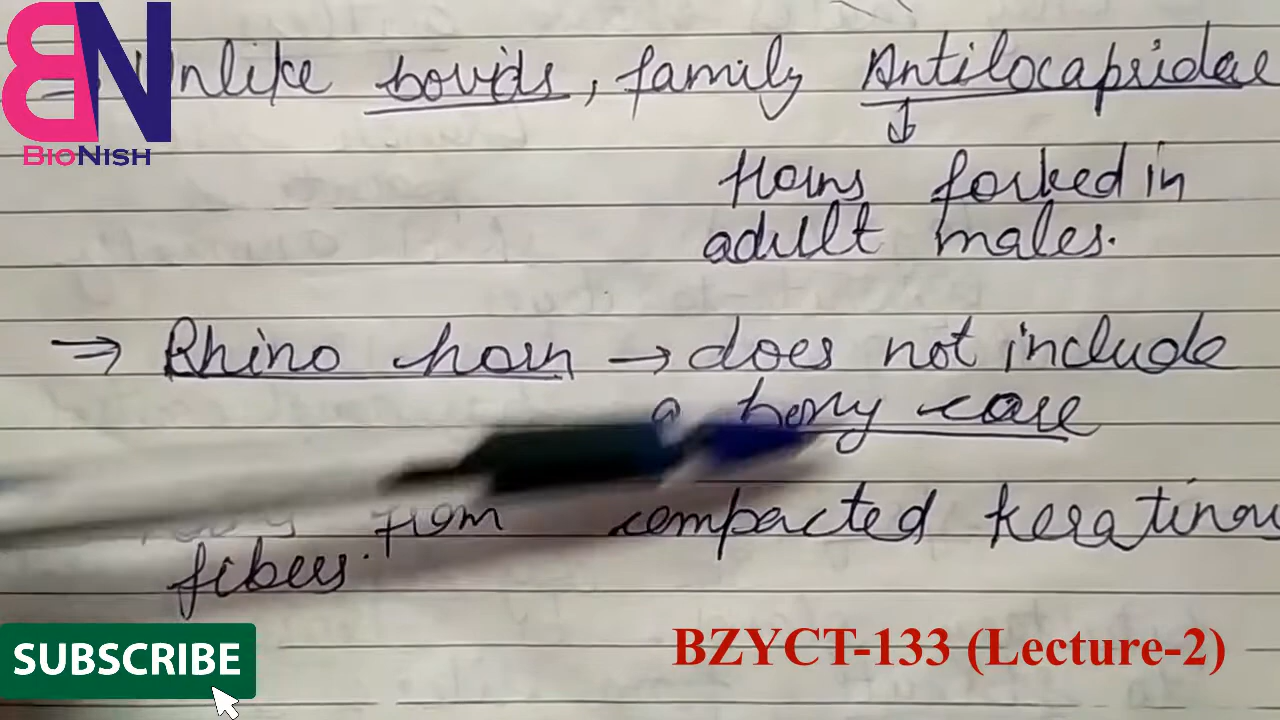 BN
BIONISH
Unlike bovids, family Antilocapridae
Horns forked in
adult males.
⇒ Rhino horn → does not include
a bony core
from compacted keratinou
fibers.
SUBSCRIBE
BZYCT-133 (Lecture-2)